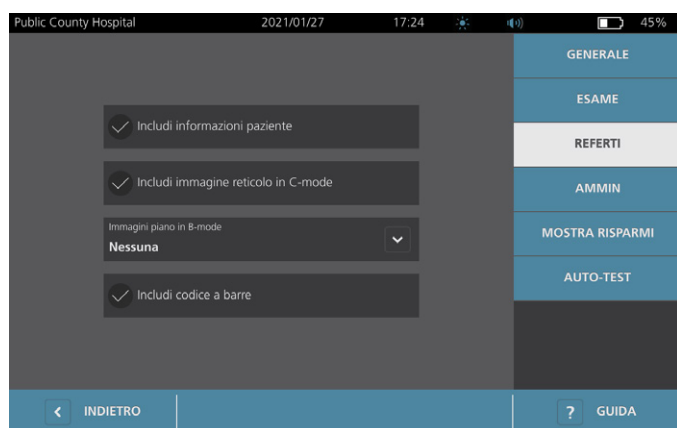 Public County Hospital 2021/01/27 17:24 45%
GENERALE
ESAME
REFERTI
AMMIN
MOSTRA RISPARMI
AUTO-TEST
Includi informazioni paziente
Includi immagine reticolo in C-mode
Immagini piano in B-mode
Nessuna
Includi codice a barre
INDIETRO
? GUIDA